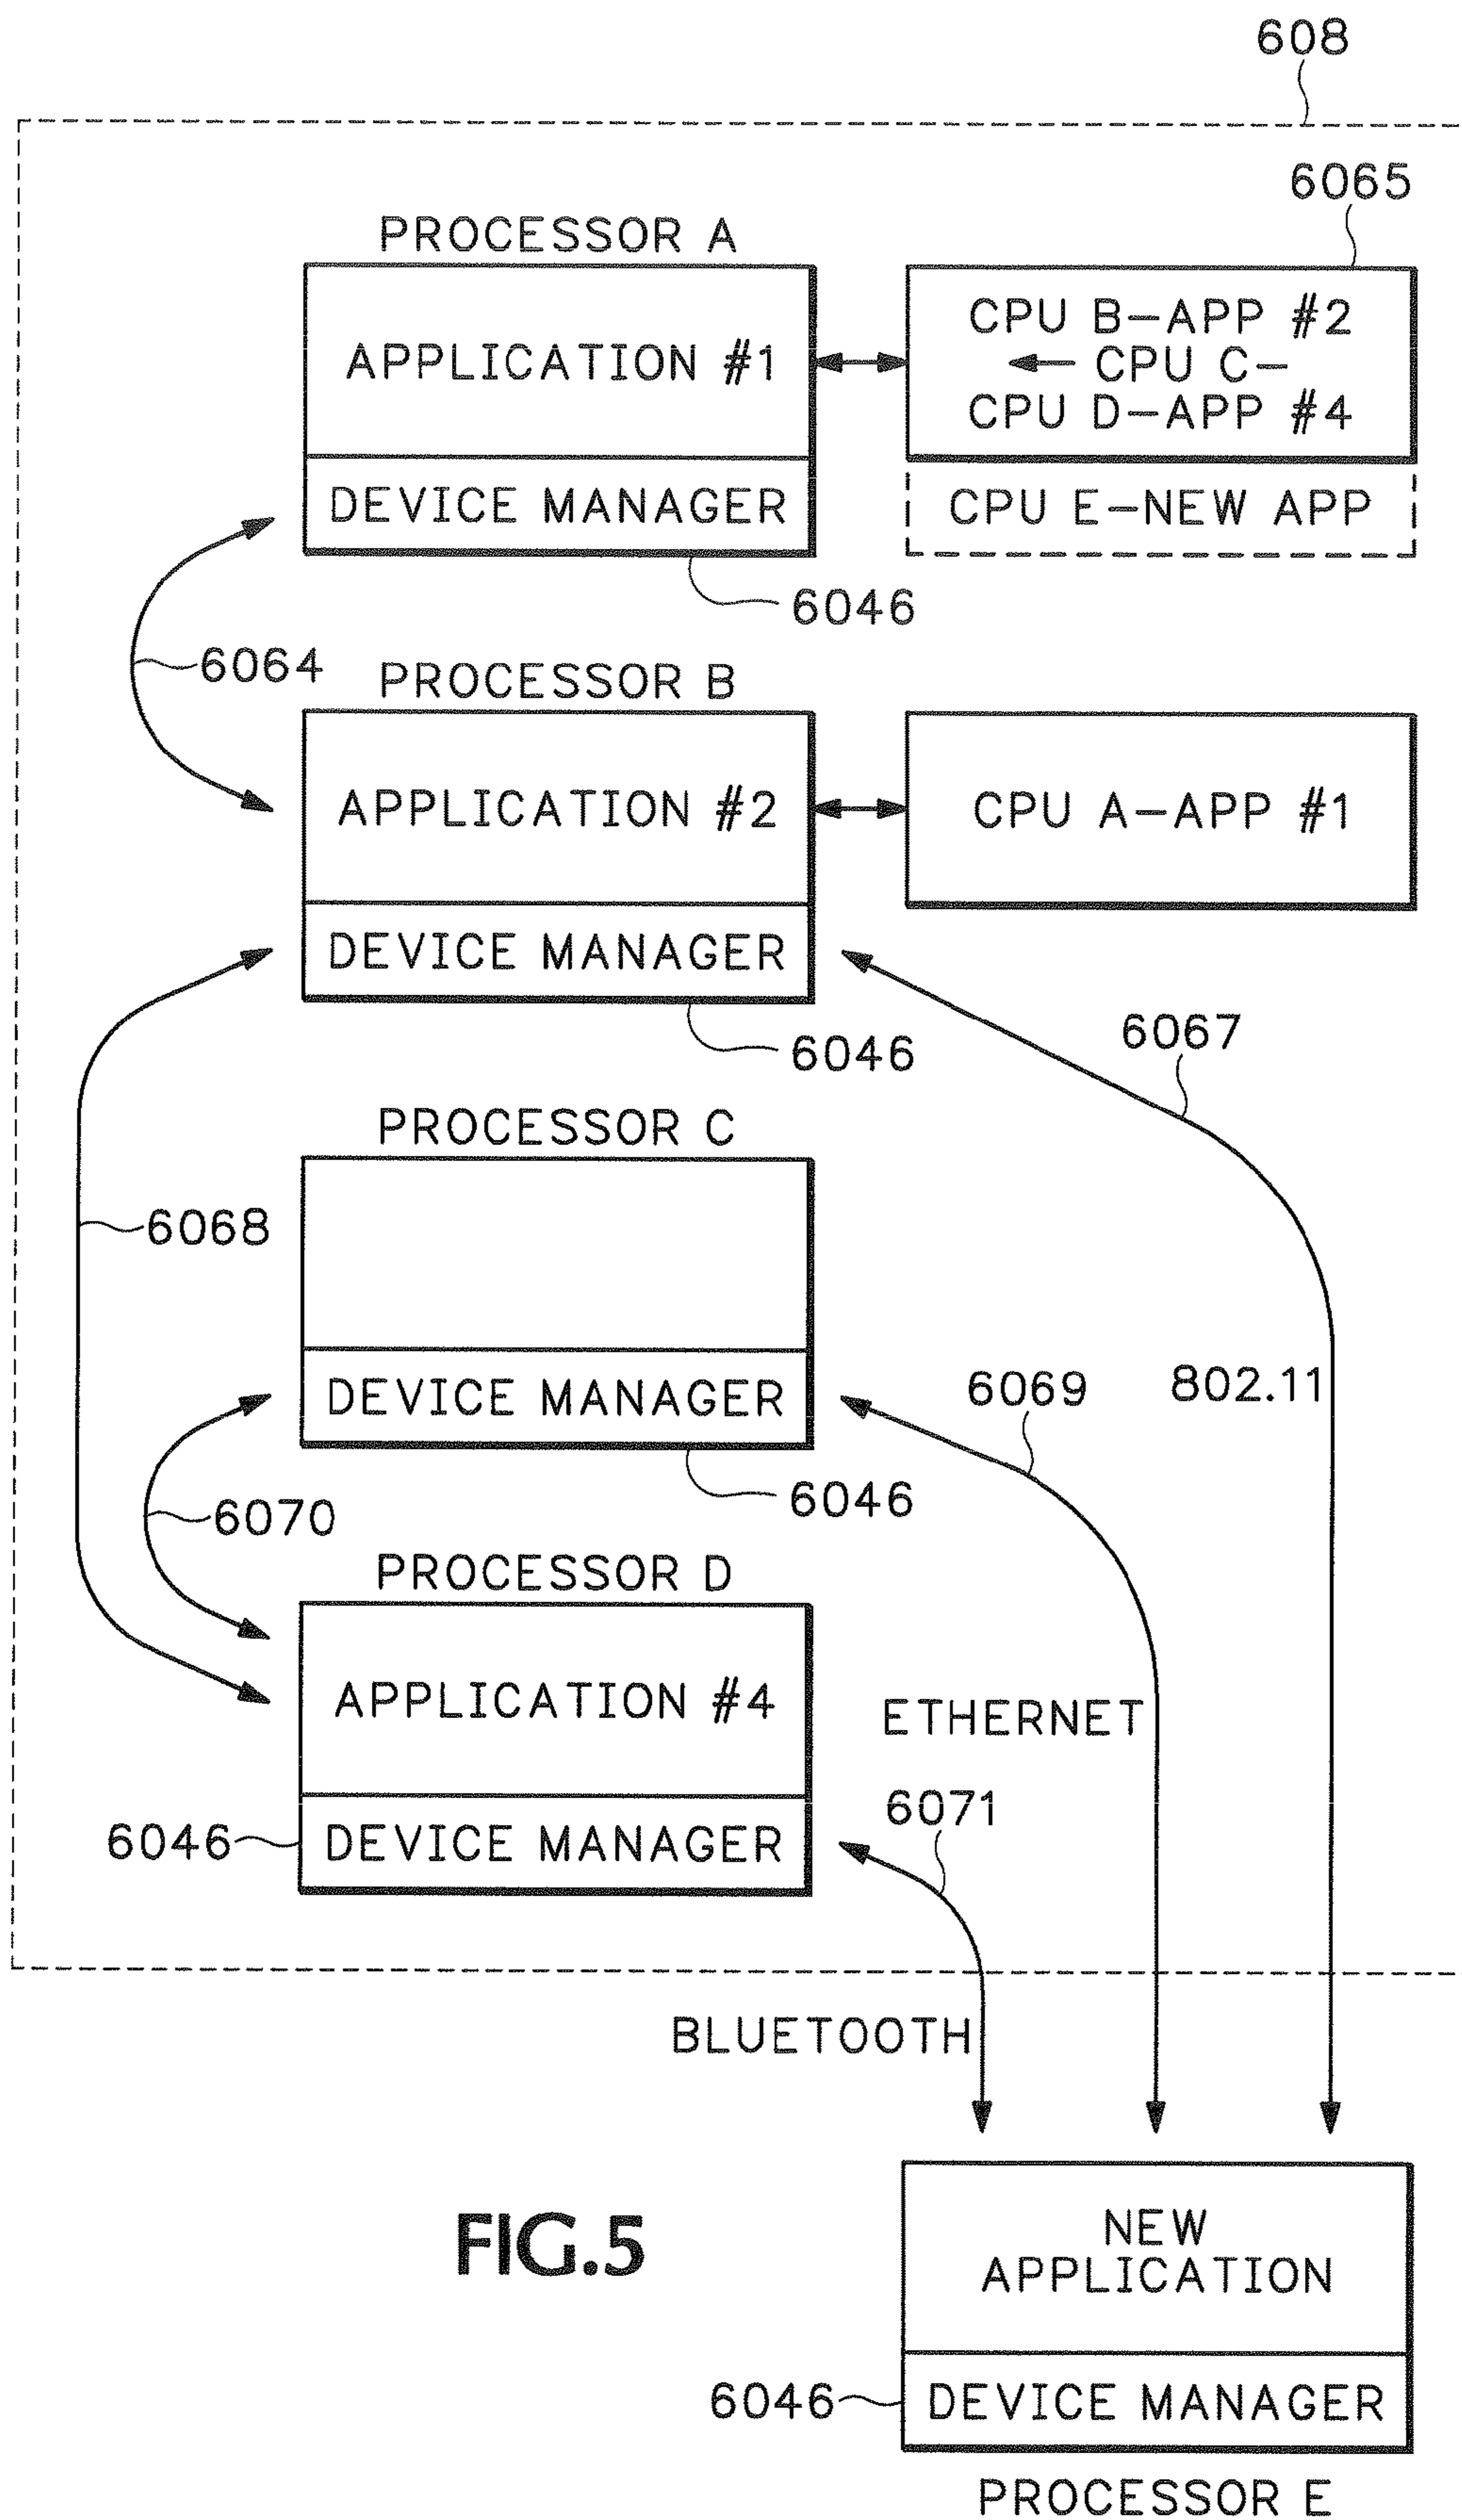 608
6065
PROCESSOR A
APPLICATION #1
DEVICE MANAGER
CPU B-APP #2
← CPU C-
CPU D-APP #4
CPU E-NEW APP
6046
6064
PROCESSOR B
APPLICATION #2
DEVICE MANAGER
CPU A-APP #1
6046
6067
PROCESSOR C
6068
DEVICE MANAGER
6069
802.11
6046
6070
PROCESSOR D
APPLICATION #4
ETHERNET
6071
6046
DEVICE MANAGER
BLUETOOTH
FIG.5
NEW
APPLICATION
6046
DEVICE MANAGER
PROCESSOR E